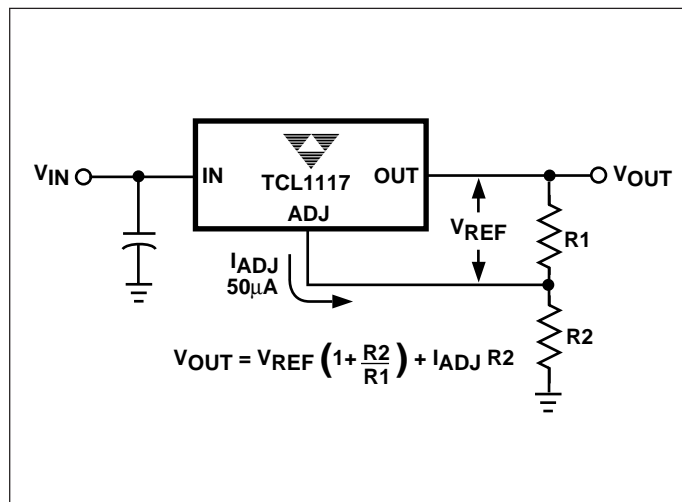 VIN
IN
TCL1117
OUT
ADJ
VOUT
VREF
R1
IADJ
50µA
R2
VOUT = VREF (1+ R2/R1) + IADJ R2